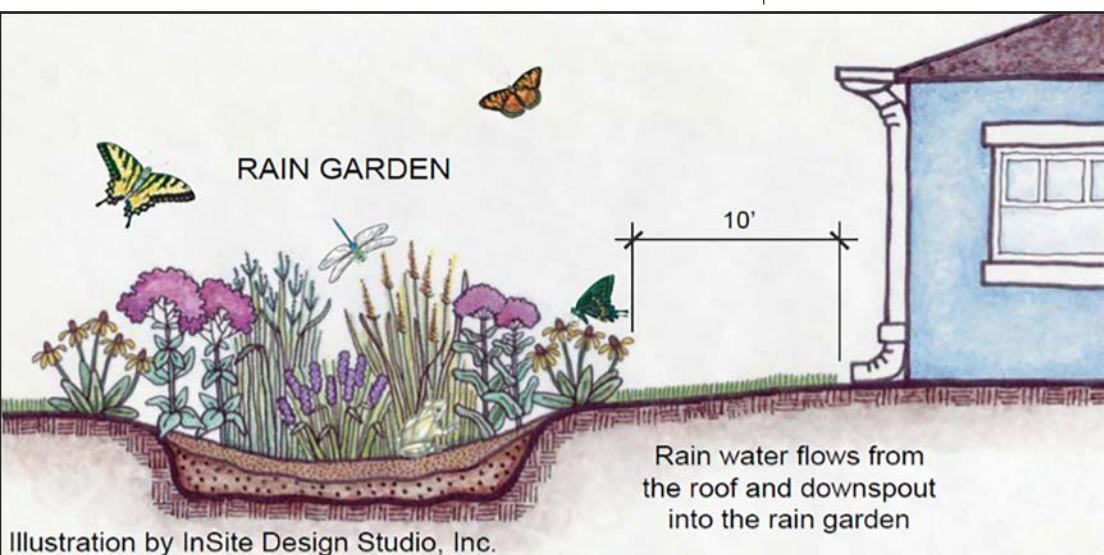 RAIN GARDEN
10'
Rain water flows from
the roof and downspout
into the rain garden
Illustration by InSite Design Studio, Inc.